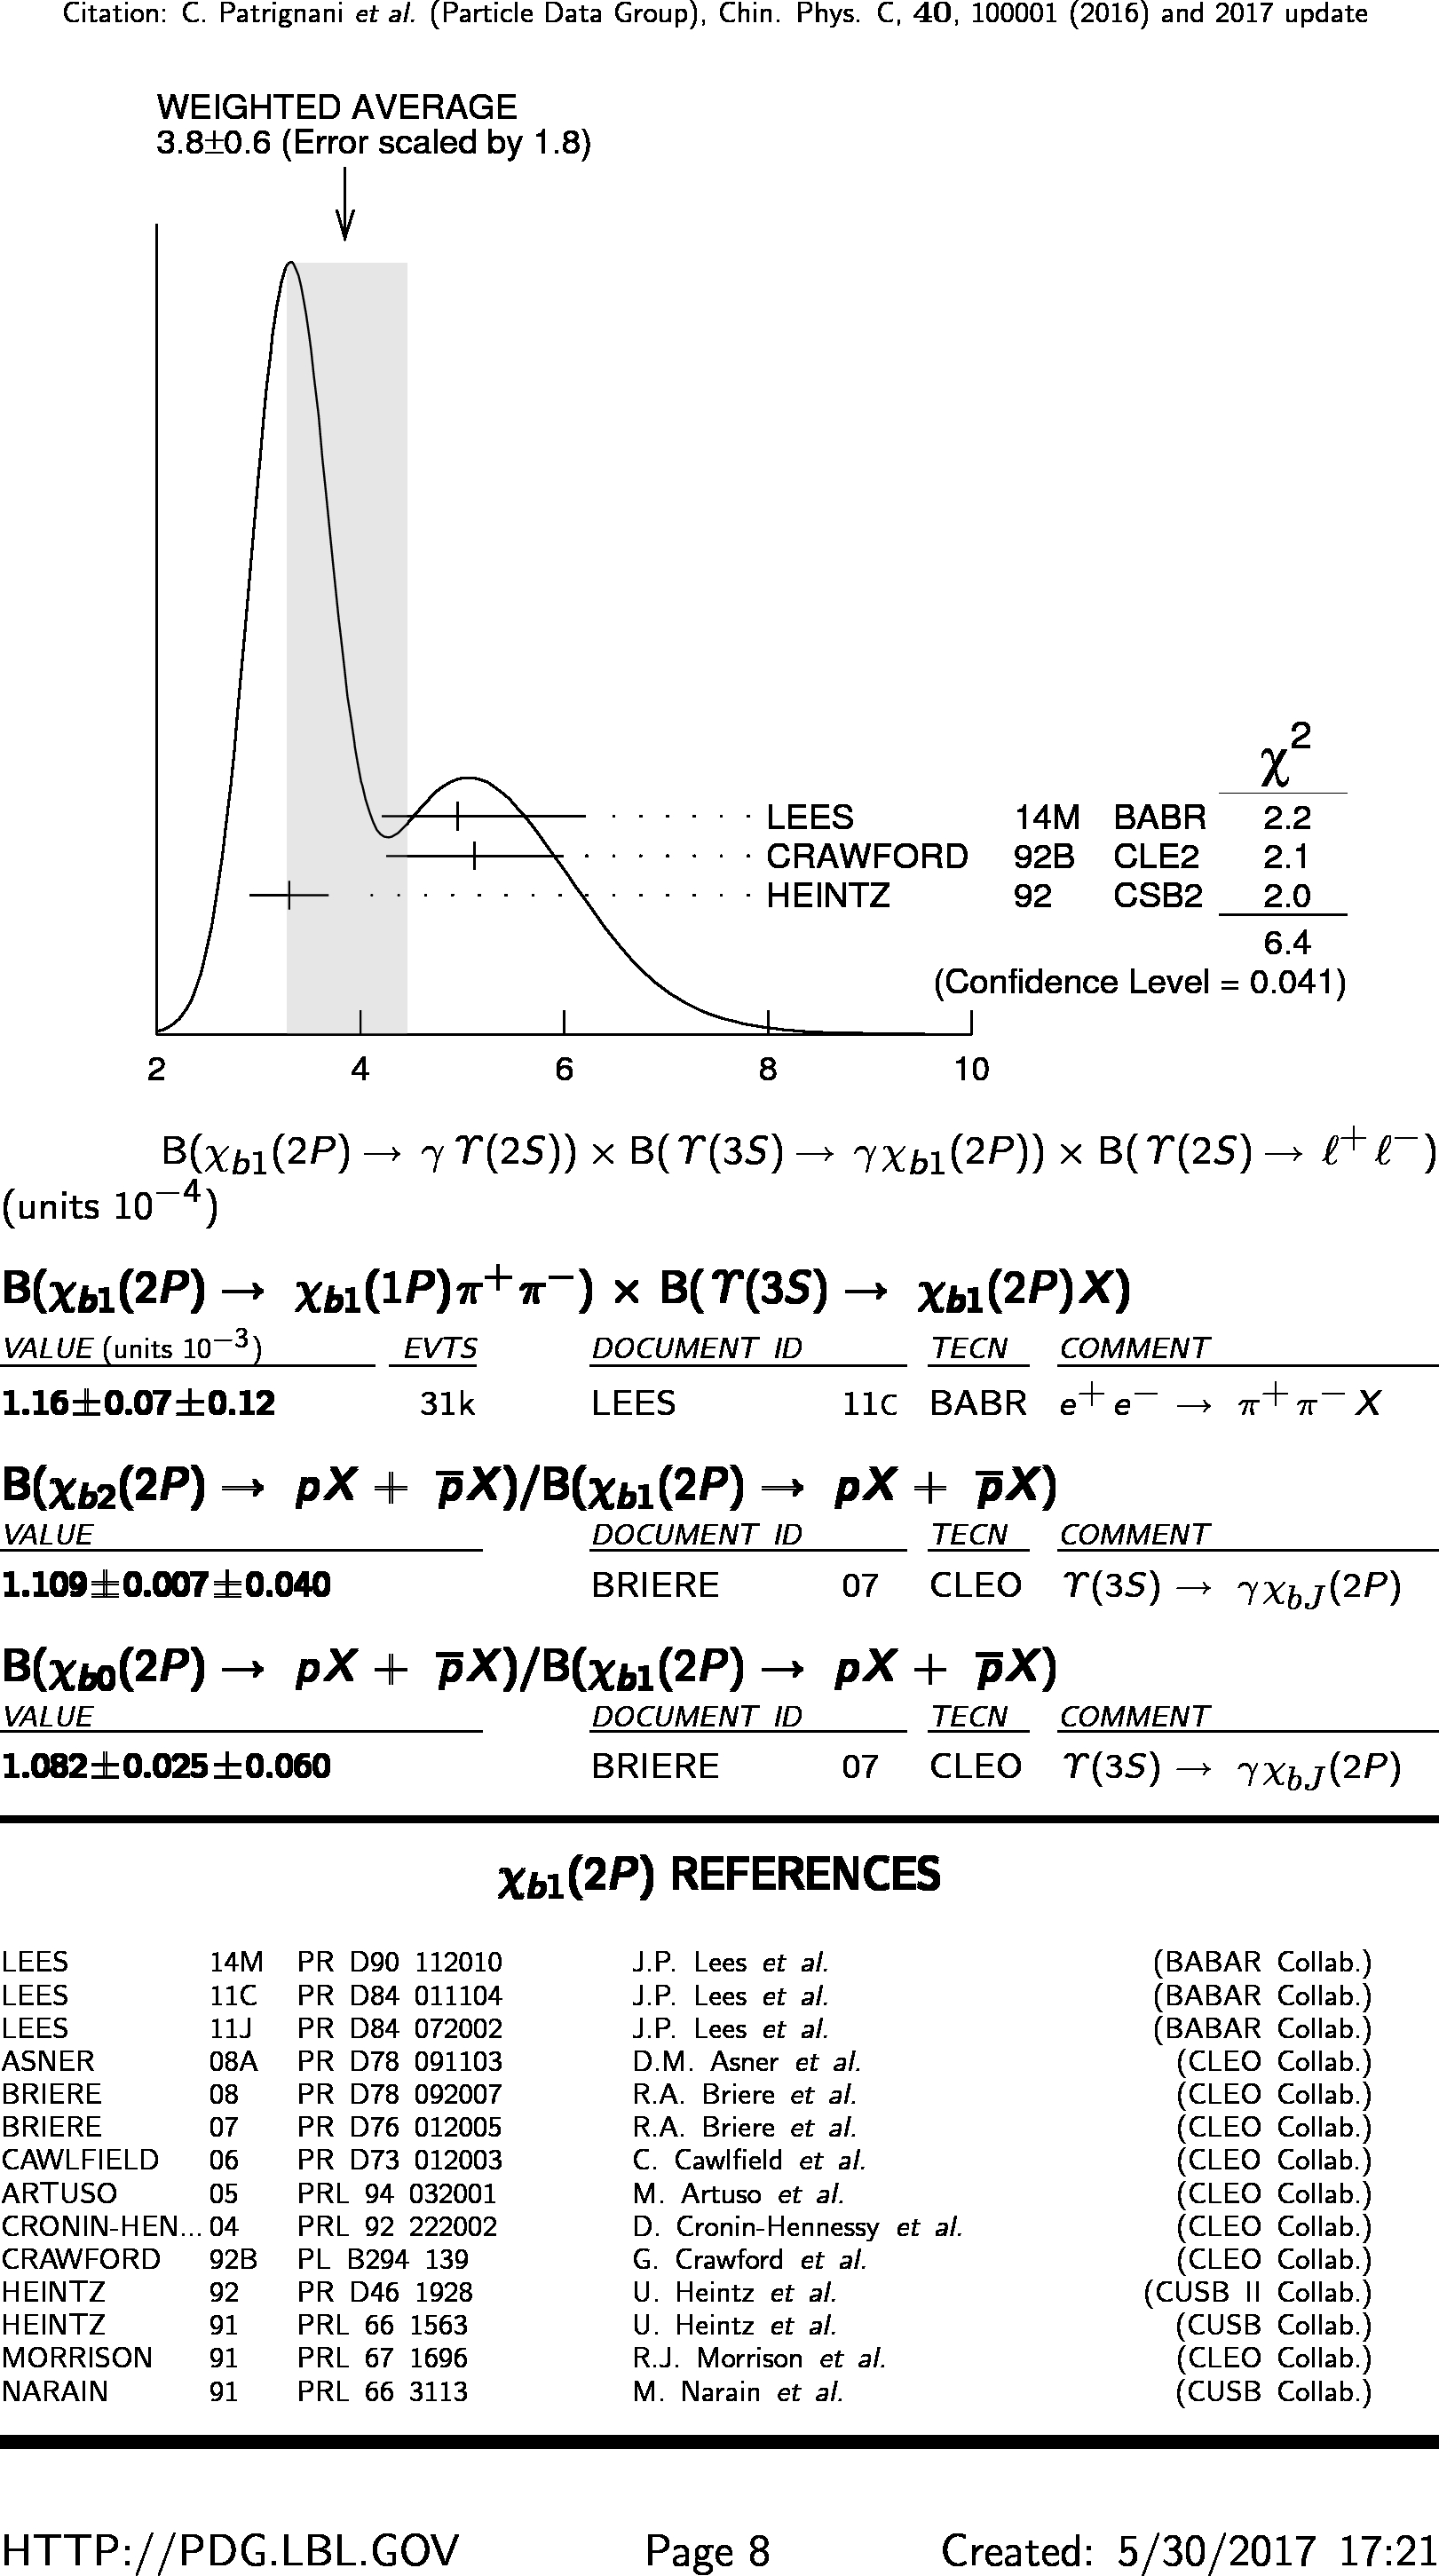 Citation: C. Patrignani et al. (Particle Data Group), Chin. Phys. C, 40, 100001 (2016) and 2017 update
WEIGHTED AVERAGE
3.8±0.6 (Error scaled by 1.8)
χ²
LEES 14M BABR 2.2
CRAWFORD 92B CLE2 2.1
HEINTZ 92 CSB2 2.0
6.4
(Confidence Level = 0.041)
2 4 6 8 10
B(χb1(2P) → γ ϒ(2S)) × B(ϒ(3S) → γχb1(2P)) × B(ϒ(2S) → ℓ⁺ℓ⁻)
(units 10⁻⁴)
B(χb1(2P) → χb1(1P)π⁺π⁻) × B(ϒ(3S) → χb1(2P)X)
VALUE (units 10⁻³) EVTS DOCUMENT ID TECN COMMENT
1.16±0.07±0.12 31k LEES 11C BABR e⁺e⁻ → π⁺π⁻X
B(χb2(2P) → pX + p̅X)/B(χb1(2P) → pX + p̅X)
VALUE DOCUMENT ID TECN COMMENT
1.109±0.007±0.040 BRIERE 07 CLEO ϒ(3S) → γχbJ(2P)
B(χb0(2P) → pX + p̅X)/B(χb1(2P) → pX + p̅X)
VALUE DOCUMENT ID TECN COMMENT
1.082±0.025±0.060 BRIERE 07 CLEO ϒ(3S) → γχbJ(2P)
χb1(2P) REFERENCES
LEES 14M PR D90 112010 J.P. Lees et al. (BABAR Collab.)
LEES 11C PR D84 011104 J.P. Lees et al. (BABAR Collab.)
LEES 11J PR D84 072002 J.P. Lees et al. (BABAR Collab.)
ASNER 08A PR D78 091103 D.M. Asner et al. (CLEO Collab.)
BRIERE 08 PR D78 092007 R.A. Briere et al. (CLEO Collab.)
BRIERE 07 PR D76 012005 R.A. Briere et al. (CLEO Collab.)
CAWLFIELD 06 PR D73 012003 C. Cawlfield et al. (CLEO Collab.)
ARTUSO 05 PRL 94 032001 M. Artuso et al. (CLEO Collab.)
CRONIN-HEN... 04 PRL 92 222002 D. Cronin-Hennessy et al. (CLEO Collab.)
CRAWFORD 92B PL B294 139 G. Crawford et al. (CLEO Collab.)
HEINTZ 92 PR D46 1928 U. Heintz et al. (CUSB II Collab.)
HEINTZ 91 PRL 66 1563 U. Heintz et al. (CUSB Collab.)
MORRISON 91 PRL 67 1696 R.J. Morrison et al. (CLEO Collab.)
NARAIN 91 PRL 66 3113 M. Narain et al. (CUSB Collab.)
HTTP://PDG.LBL.GOV Page 8 Created: 5/30/2017 17:21